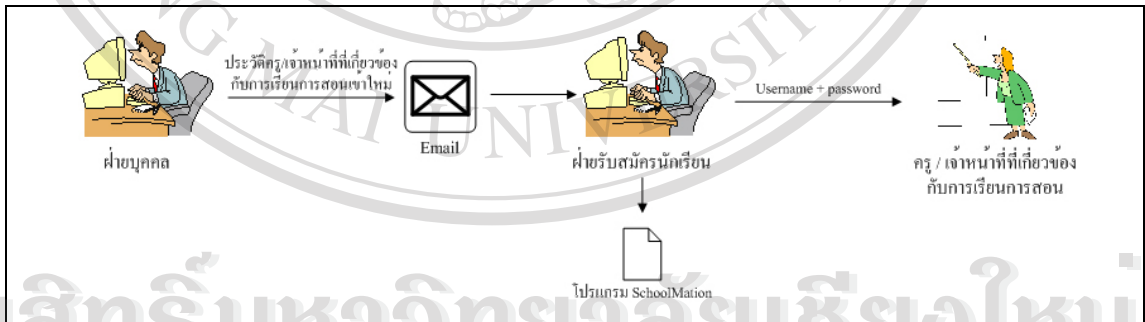 ประวัติครู/เจ้าหน้าที่ที่เกี่ยวข้อง
กับการเรียนการสอนเข้าใหม่
Username + password
Email
ฝ่ายบุคคล
ฝ่ายรับสมัครนักเรียน
ครู / เจ้าหน้าที่ที่เกี่ยวข้อง
กับการเรียนการสอน
โปรแกรม SchoolMation
MAI UNIVERSIT
สิทธิ์มหาวิทยาลัยเชียงใหม่